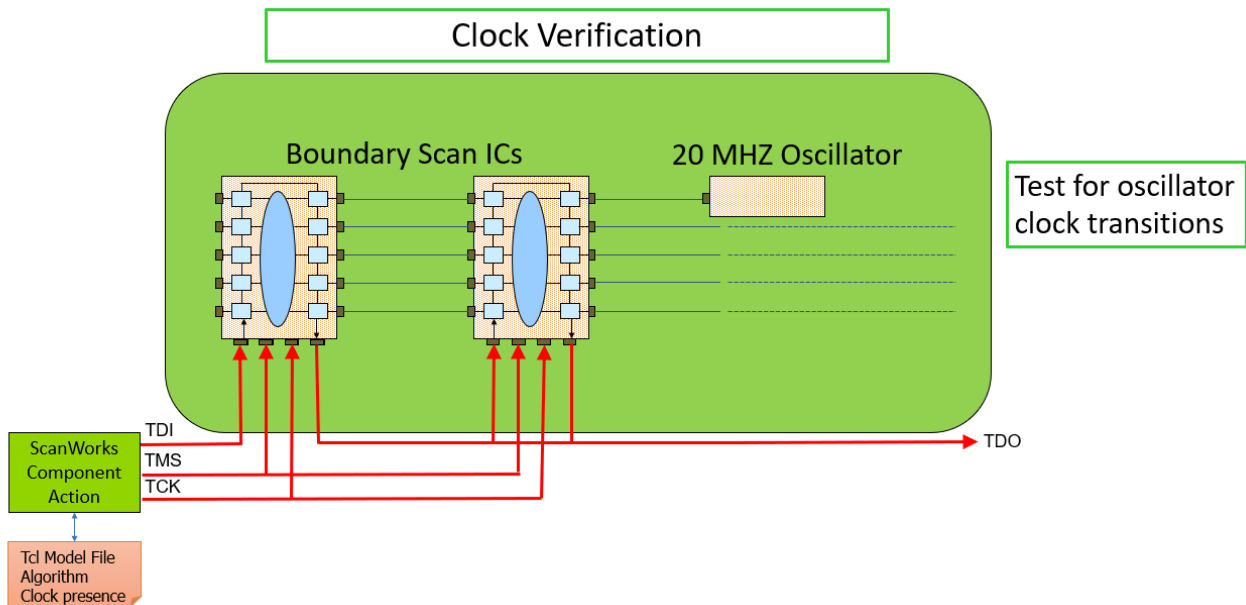 Clock Verification
Boundary Scan ICs
20 MHZ Oscillator
Test for oscillator
clock transitions
TDI
TDO
ScanWorks
Component
Action
TMS
TCK
Tcl Model File
Algorithm
Clock presence